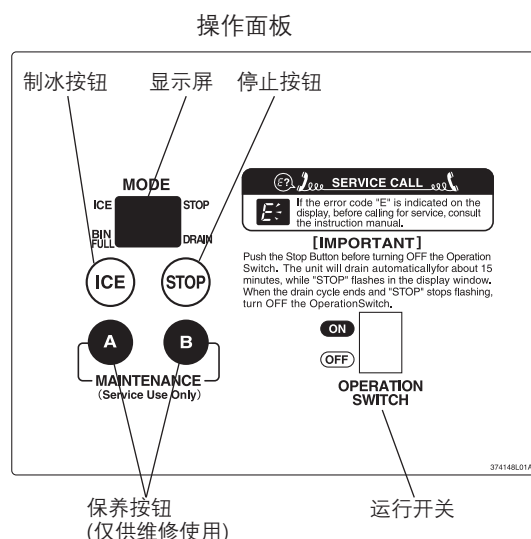 操作面板
制冰按钮
显示屏
停止按钮
MODE
ICE
STOP
BIN
FULL
DRAIN
ICE
STOP
A
B
MAINTENANCE
(Service Use Only)
E?
SERVICE CALL
E
If the error code "E" is indicated on the
display, before calling for service, consult
the instruction manual.
[IMPORTANT]
Push the Stop Button before turning OFF the Operation
Switch. The unit will drain automaticallyfor about 15
minutes, while "STOP" flashes in the display window.
When the drain cycle ends and "STOP" stops flashing,
turn OFF the OperationSwitch.
ON
OFF
OPERATION
SWITCH
374148L01A
保养按钮
(仅供维修使用)
运行开关